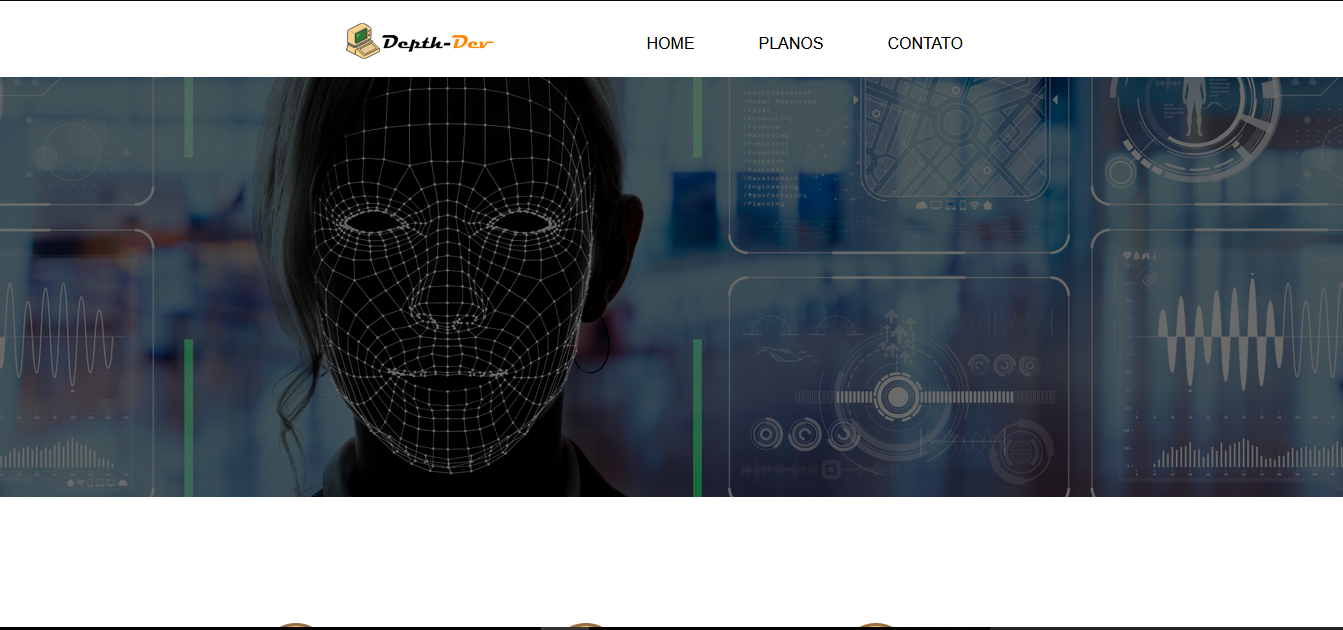 Depth-Dev
HOME
PLANOS
CONTATO
/Administration
/Human Resource
/Legal
/Accounting
/Finance
/Marketing
/Publicity
/Promotion
/Research
/Business
/Development
/Engineering
/Manufacturing
/Planning